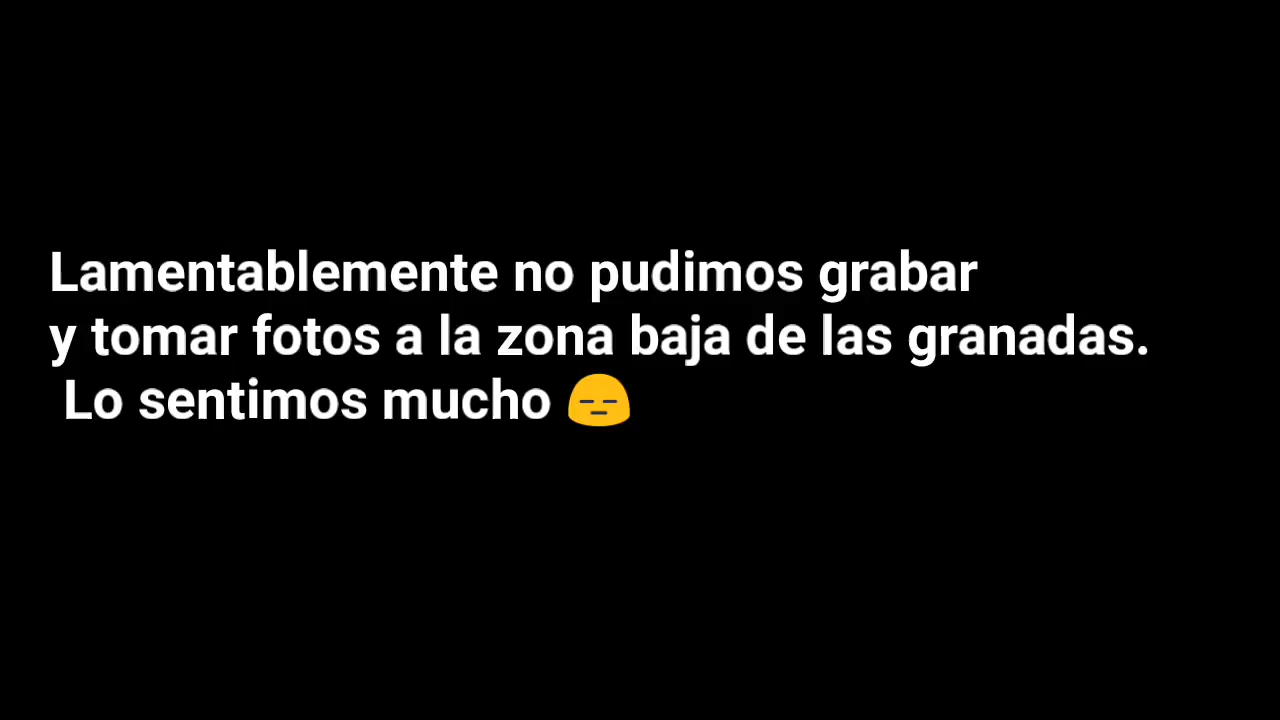 Lamentablemente no pudimos grabar
y tomar fotos a la zona baja de las granadas.
Lo sentimos mucho 😑